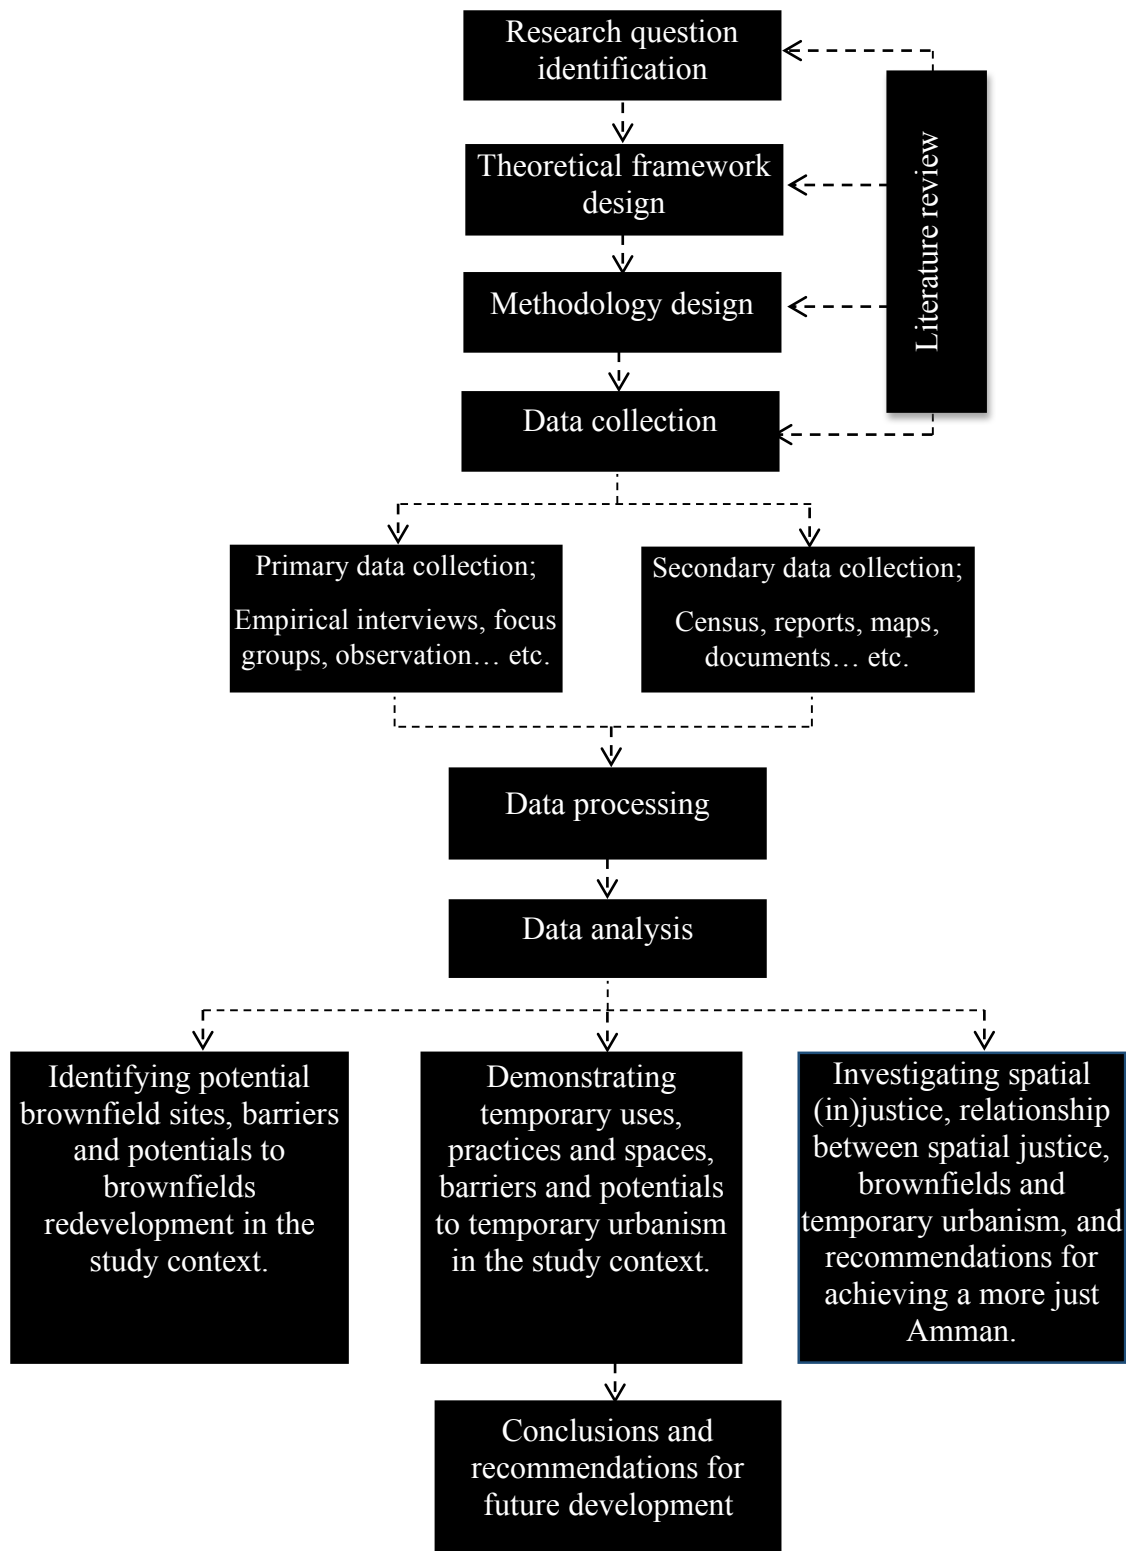 Research question
identification
Theoretical framework
design
Methodology design
Literature review
Data collection
Primary data collection;
Empirical interviews, focus
groups, observation… etc.
Secondary data collection;
Census, reports, maps,
documents… etc.
Data processing
Data analysis
Identifying potential
brownfield sites, barriers
and potentials to
brownfields
redevelopment in the
study context.
Demonstrating
temporary uses,
practices and spaces,
barriers and potentials
to temporary urbanism
in the study context.
Investigating spatial
(in)justice, relationship
between spatial justice,
brownfields and
temporary urbanism, and
recommendations for
achieving a more just
Amman.
Conclusions and
recommendations for
future development